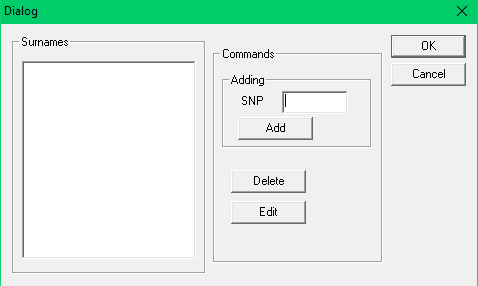 Dialog
Surnames
Commands
Adding
SNP
Add
Delete
Edit
OK
Cancel